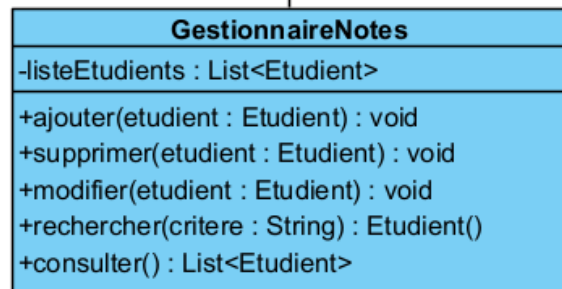 GestionnaireNotes
-listeEtudients : List<Etudient>
+ajouter(etudient : Etudient) : void
+supprimer(etudient : Etudient) : void
+modifier(etudient : Etudient) : void
+rechercher(critere : String) : Etudient()
+consulter() : List<Etudient>